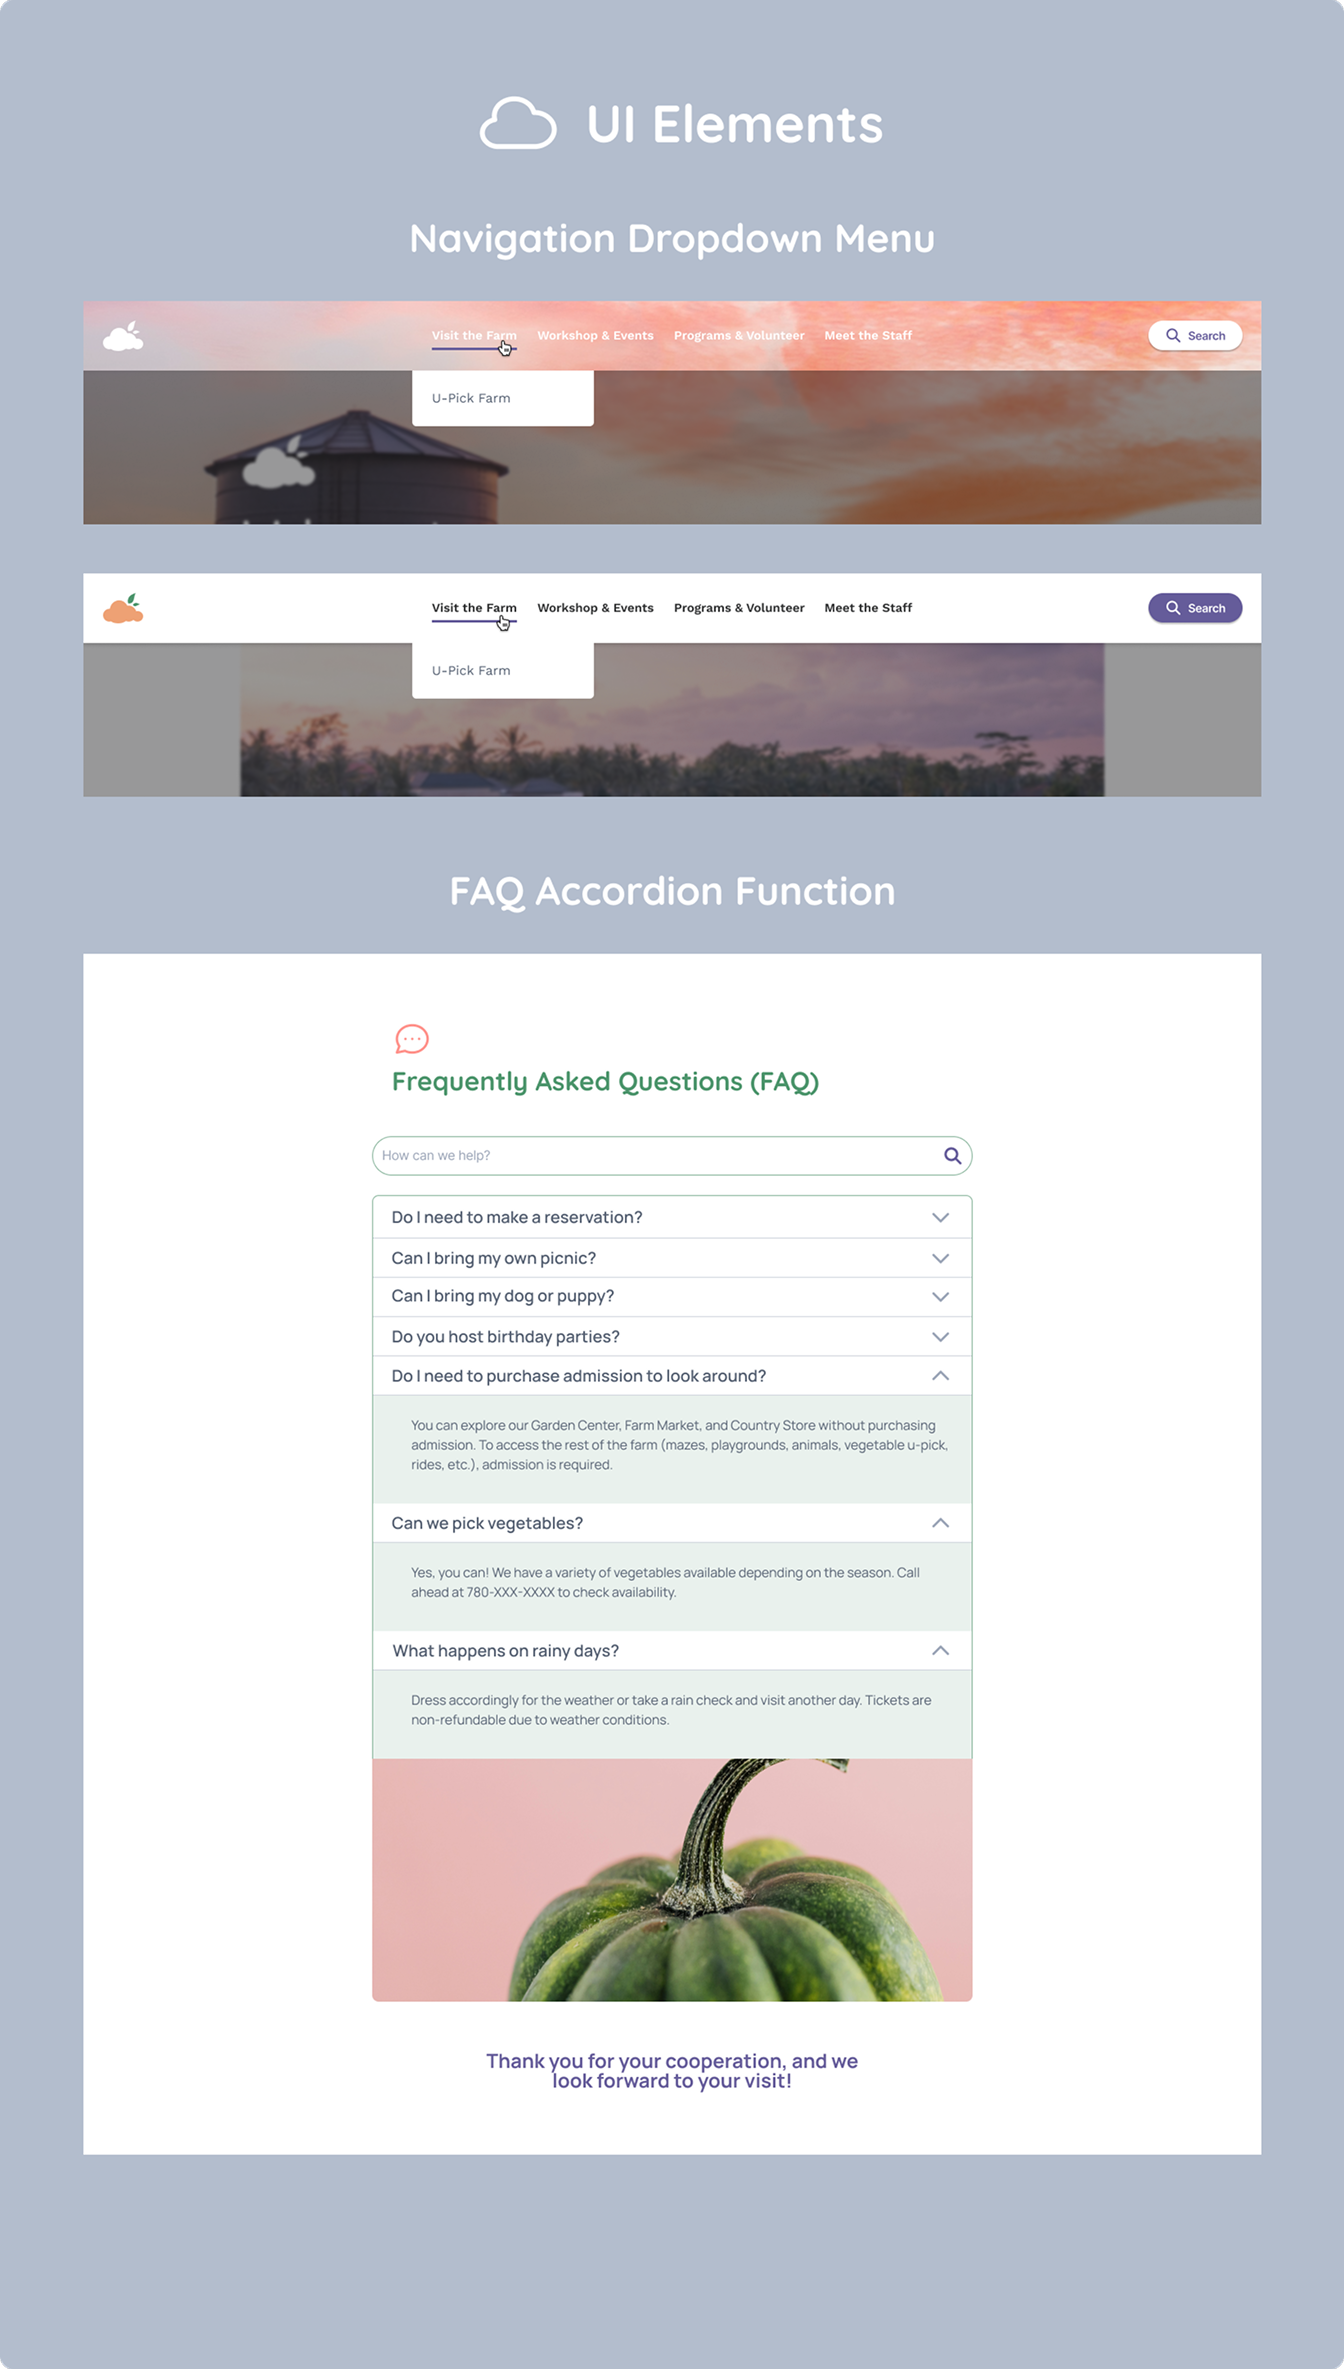 UI Elements
Navigation Dropdown Menu
Visit the Farm Workshop & Events Programs & Volunteer Meet the Staff Search
U-Pick Farm
Visit the Farm Workshop & Events Programs & Volunteer Meet the Staff Search
U-Pick Farm
FAQ Accordion Function
Frequently Asked Questions (FAQ)
How can we help?
Do I need to make a reservation?
Can I bring my own picnic?
Can I bring my dog or puppy?
Do you host birthday parties?
Do I need to purchase admission to look around?
You can explore our Garden Center, Farm Market, and Country Store without purchasing
admission. To access the rest of the farm (mazes, playgrounds, animals, vegetable u-pick,
rides, etc.), admission is required.
Can we pick vegetables?
Yes, you can! We have a variety of vegetables available depending on the season. Call
ahead at 780-XXX-XXXX to check availability.
What happens on rainy days?
Dress accordingly for the weather or take a rain check and visit another day. Tickets are
non-refundable due to weather conditions.
Thank you for your cooperation, and we
look forward to your visit!